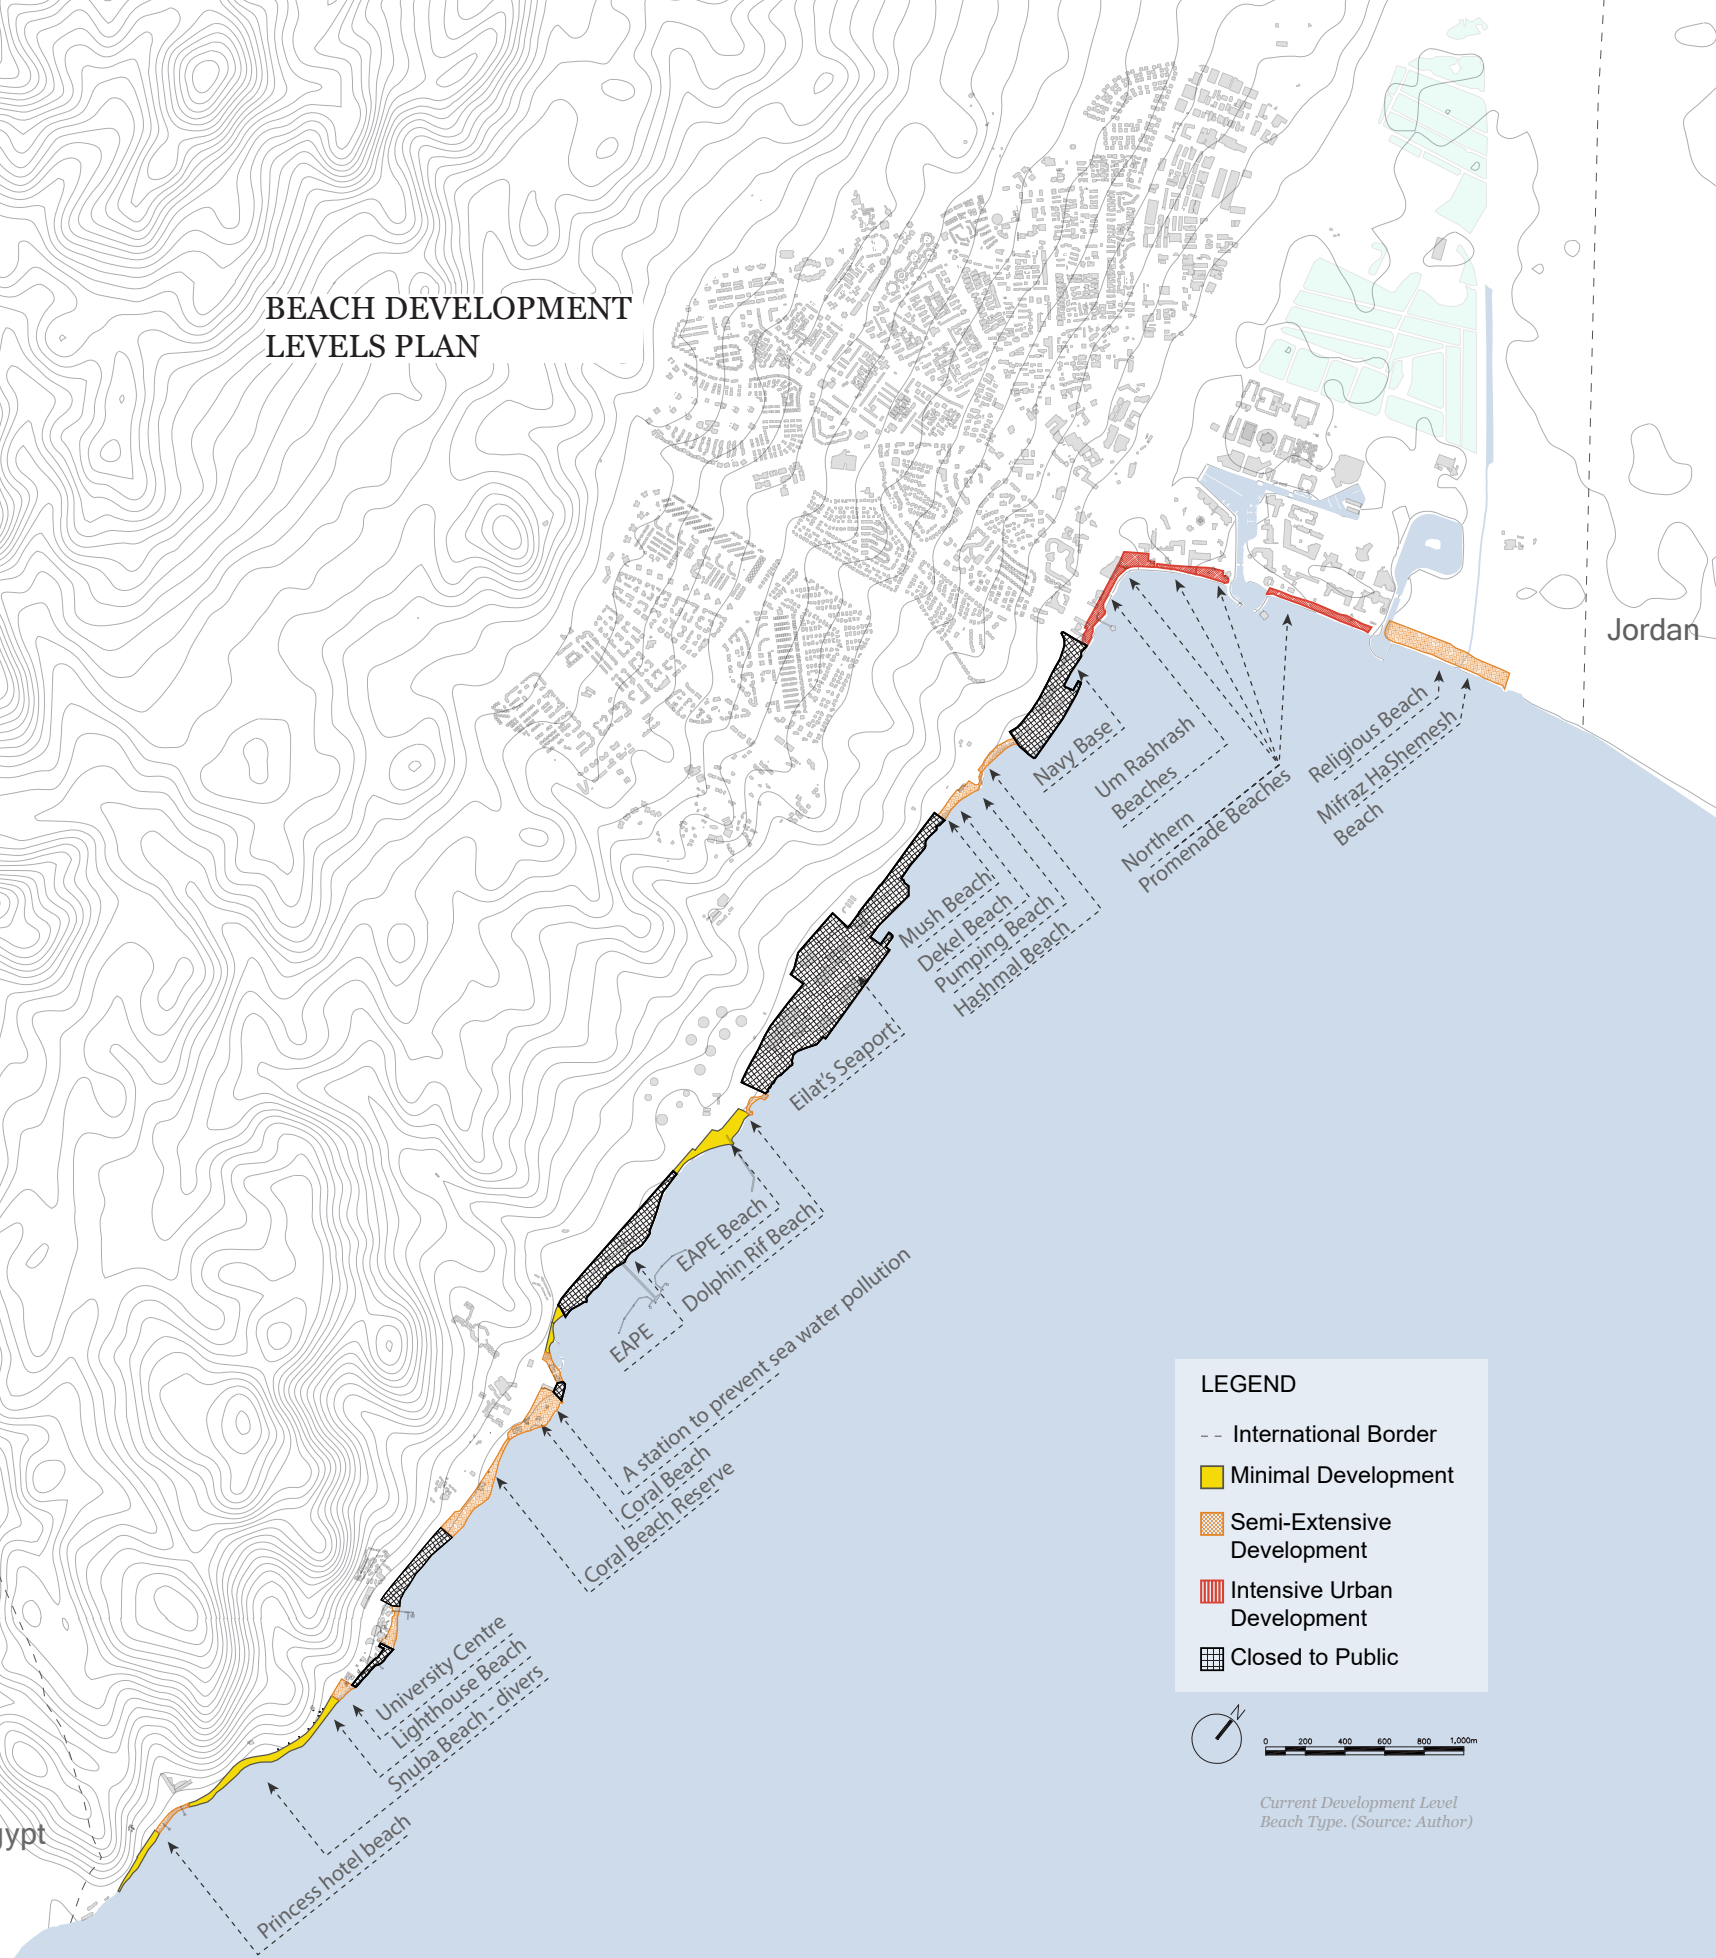 BEACH DEVELOPMENT
LEVELS PLAN
Jordan
Religious Beach
Mifraz HaShemesh
Beach
Navy Base
Um Rashrash
Beaches
Northern
Promenade Beaches
Mush Beach
Dekel Beach
Pumping Beach
Hashmal Beach
Eilat's Seaport
EAPE Beach
Dolphin Rif Beach
EAPE
A station to prevent sea water pollution
Coral Beach
Coral Beach Reserve
University Centre
Lighthouse Beach
Snuba Beach - divers
Princess hotel beach
gypt
LEGEND
International Border
Minimal Development
Semi-Extensive
Development
Intensive Urban
Development
Closed to Public
N
0 200 400 600 800 1,000m
Current Development Level
Beach Type. (Source: Author)